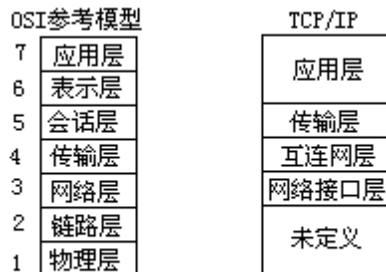 OSI参考模型
7 应用层
6 表示层
5 会话层
4 传输层
3 网络层
2 链路层
1 物理层
TCP/IP
应用层
传输层
互连网层
网络接口层
未定义